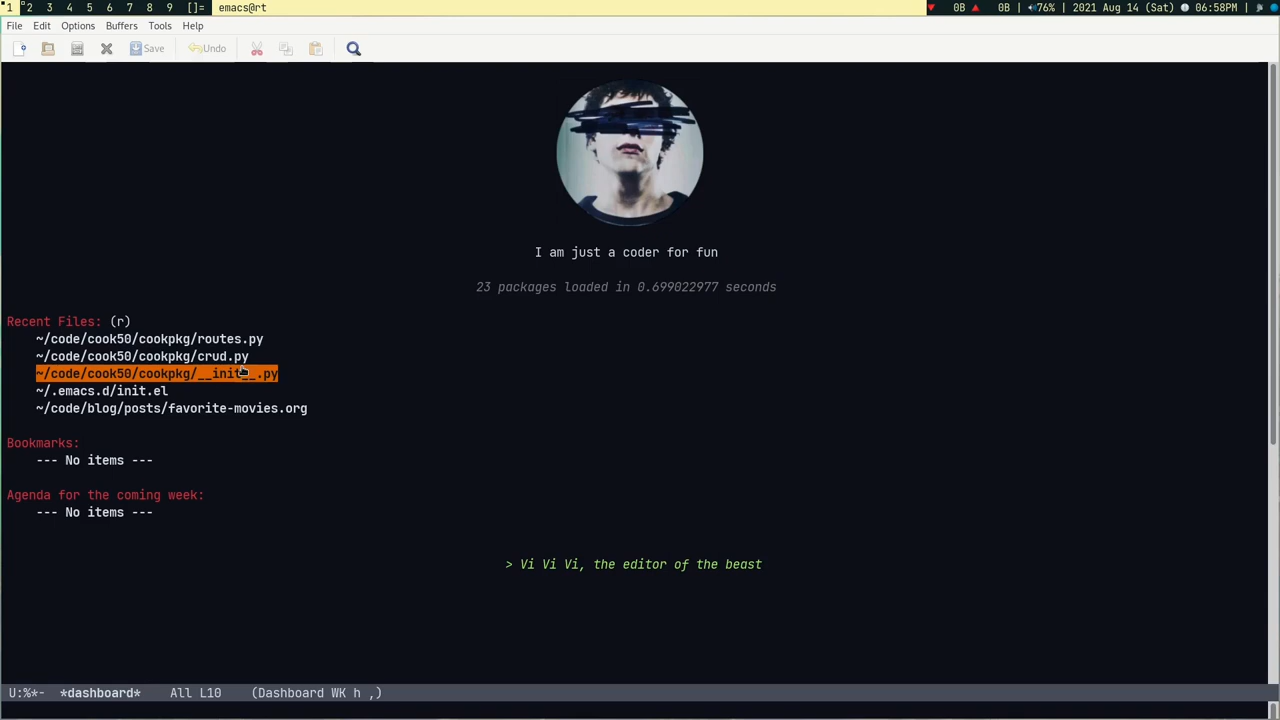 1 2 3 4 5 6 7 8 9 []= emacs@rt 0B 0B | 76% | 2021 Aug 14 (Sat) 06:58PM |
File Edit Options Buffers Tools Help
Save Undo
I am just a coder for fun
23 packages loaded in 0.699022977 seconds
Recent Files: (r)
~/code/cook50/cookpkg/routes.py
~/code/cook50/cookpkg/crud.py
~/code/cook50/cookpkg/__init__.py
~/.emacs.d/init.el
~/code/blog/posts/favorite-movies.org
Bookmarks:
--- No items ---
Agenda for the coming week:
--- No items ---
> Vi Vi Vi, the editor of the beast
U:%*- *dashboard* All L10 (Dashboard WK h ,)